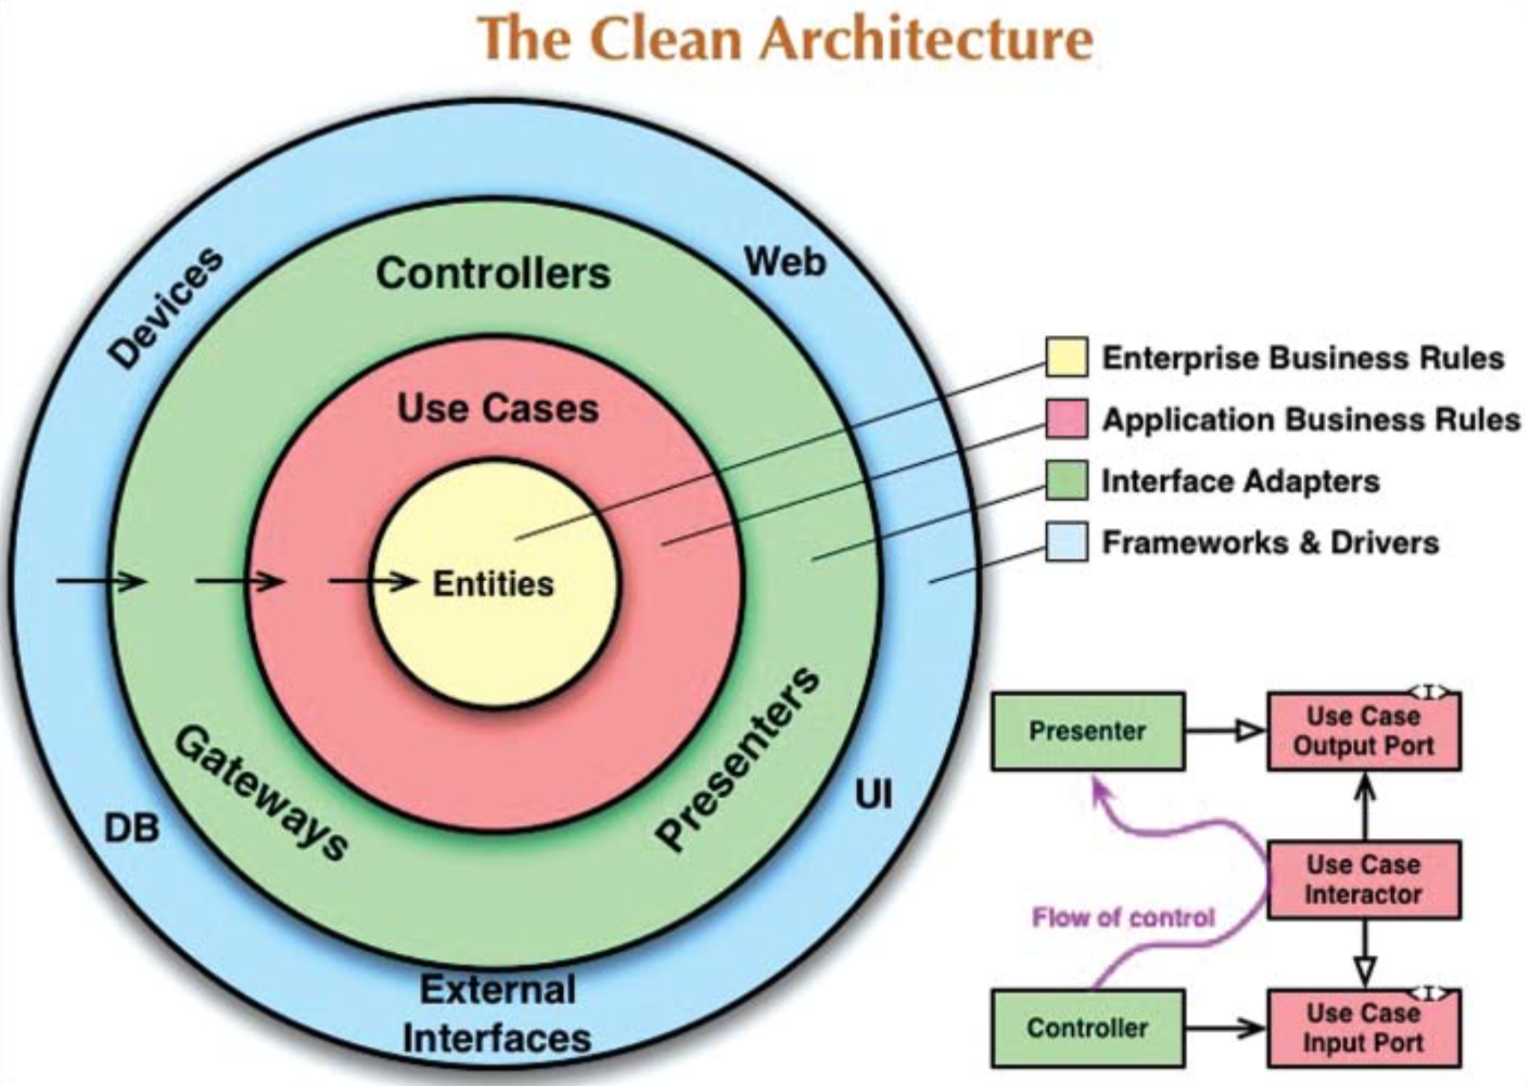 The Clean Architecture
Devices
Web
Controllers
Use Cases
Entities
Gateways
Presenters
DB
UI
External
Interfaces
Enterprise Business Rules
Application Business Rules
Interface Adapters
Frameworks & Drivers
Presenter
<I>
Use Case
Output Port
Use Case
Interactor
Flow of control
Controller
<I>
Use Case
Input Port